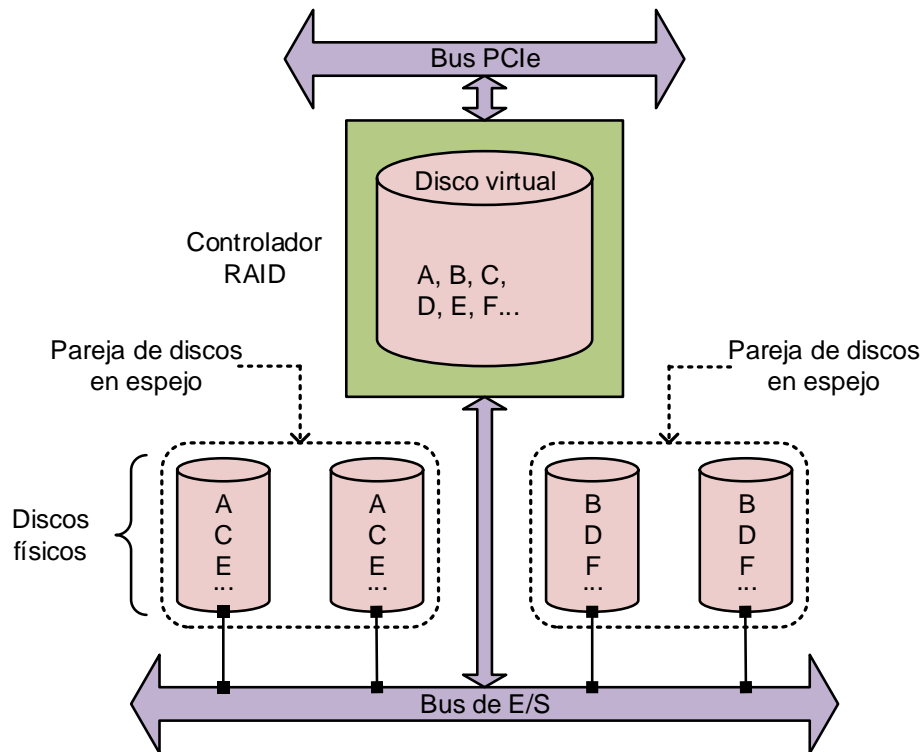 Bus PCIe
Disco virtual
Controlador
RAID
A, B, C,
D, E, F...
Pareja de discos
en espejo
Pareja de discos
en espejo
Discos
físicos
A
C
E
...
A
C
E
...
B
D
F
...
B
D
F
...
Bus de E/S